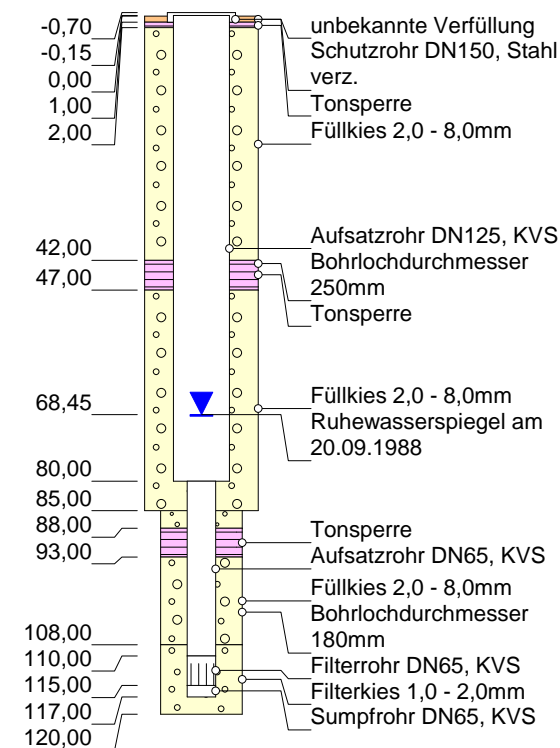 -0,70
-0,15
0,00
1,00
2,00
42,00
47,00
68,45
80,00
85,00
88,00
93,00
108,00
110,00
115,00
117,00
120,00
unbekannte Verfüllung
Schutzrohr DN150, Stahl
verz.
Tonsperre
Füllkies 2,0 - 8,0mm
Aufsatzrohr DN125, KVS
Bohrlochdurchmesser
250mm
Tonsperre
Füllkies 2,0 - 8,0mm
Ruhewasserspiegel am
20.09.1988
Tonsperre
Aufsatzrohr DN65, KVS
Füllkies 2,0 - 8,0mm
Bohrlochdurchmesser
180mm
Filterrohr DN65, KVS
Filterkies 1,0 - 2,0mm
Sumpfrohr DN65, KVS